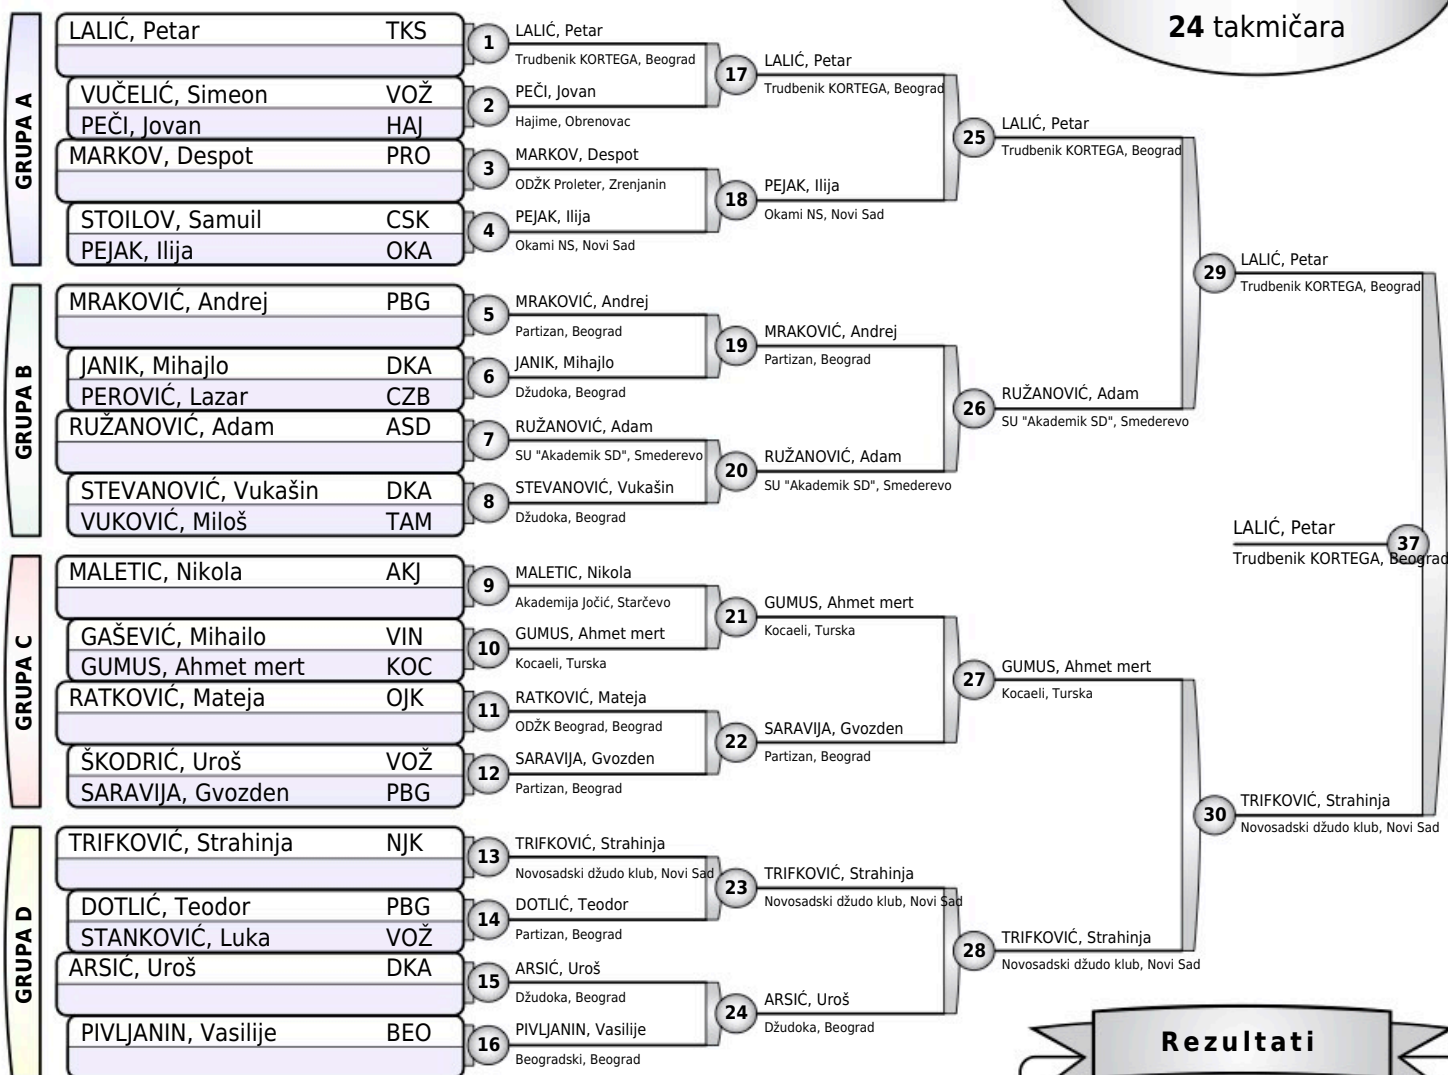 24 takmičara
GRUPA A
LALIĆ, Petar TKS
VUČELIĆ, Simeon VOŽ
PEČI, Jovan HAJ
MARKOV, Despot PRO
STOILOV, Samuil CSK
PEJAK, Ilija OKA
GRUPA B
MRAKOVIĆ, Andrej PBG
JANIK, Mihajlo DKA
PEROVIĆ, Lazar CZB
RUŽANOVIĆ, Adam ASD
STEVANOVIĆ, Vukašin DKA
VUKOVIĆ, Miloš TAM
GRUPA C
MALETIC, Nikola AKJ
GAŠEVIĆ, Mihailo VIN
GUMUS, Ahmet mert KOC
RATKOVIĆ, Mateja OJK
ŠKODRIĆ, Uroš VOŽ
SARAVIJA, Gvozden PBG
GRUPA D
TRIFKOVIĆ, Strahinja NJK
DOTLIĆ, Teodor PBG
STANKOVIĆ, Luka VOŽ
ARSIĆ, Uroš DKA
PIVLJANIN, Vasilije BEO
1
LALIĆ, Petar
Trudbenik KORTEGA, Beograd
2
PEČI, Jovan
Hajime, Obrenovac
3
MARKOV, Despot
ODŽK Proleter, Zrenjanin
4
PEJAK, Ilija
Okami NS, Novi Sad
5
MRAKOVIĆ, Andrej
Partizan, Beograd
6
JANIK, Mihajlo
Džudoka, Beograd
7
RUŽANOVIĆ, Adam
SU "Akademik SD", Smederevo
8
STEVANOVIĆ, Vukašin
Džudoka, Beograd
9
MALETIC, Nikola
Akademija Jočić, Starčevo
10
GUMUS, Ahmet mert
Kocaeli, Turska
11
RATKOVIĆ, Mateja
ODŽK Beograd, Beograd
12
SARAVIJA, Gvozden
Partizan, Beograd
13
TRIFKOVIĆ, Strahinja
Novosadski džudo klub, Novi Sad
14
DOTLIĆ, Teodor
Partizan, Beograd
15
ARSIĆ, Uroš
Džudoka, Beograd
16
PIVLJANIN, Vasilije
Beogradski, Beograd
17
LALIĆ, Petar
Trudbenik KORTEGA, Beograd
18
PEJAK, Ilija
Okami NS, Novi Sad
19
MRAKOVIĆ, Andrej
Partizan, Beograd
20
RUŽANOVIĆ, Adam
SU "Akademik SD", Smederevo
21
GUMUS, Ahmet mert
Kocaeli, Turska
22
SARAVIJA, Gvozden
Partizan, Beograd
23
TRIFKOVIĆ, Strahinja
Novosadski džudo klub, Novi Sad
24
ARSIĆ, Uroš
Džudoka, Beograd
25
LALIĆ, Petar
Trudbenik KORTEGA, Beograd
26
RUŽANOVIĆ, Adam
SU "Akademik SD", Smederevo
27
GUMUS, Ahmet mert
Kocaeli, Turska
28
TRIFKOVIĆ, Strahinja
Novosadski džudo klub, Novi Sad
29
LALIĆ, Petar
Trudbenik KORTEGA, Beograd
30
TRIFKOVIĆ, Strahinja
Novosadski džudo klub, Novi Sad
37
LALIĆ, Petar
Trudbenik KORTEGA, Beograd
Rezultati